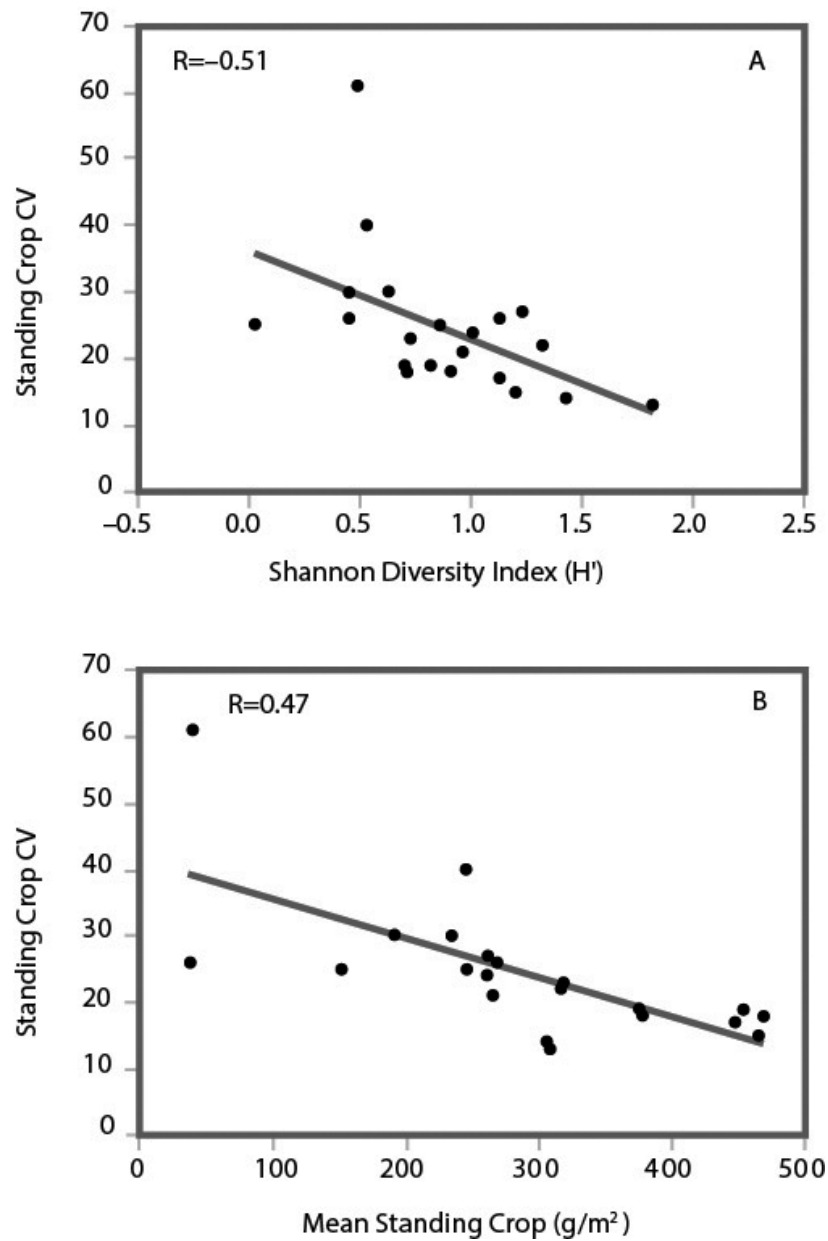 70
R=–0.51
A
60
50
40
30
20
10
0
Standing Crop CV
–0.5 0.0 0.5 1.0 1.5 2.0 2.5
Shannon Diversity Index (H')
70
R=0.47
B
60
50
40
30
20
10
0
Standing Crop CV
0 100 200 300 400 500
Mean Standing Crop (g/m²)